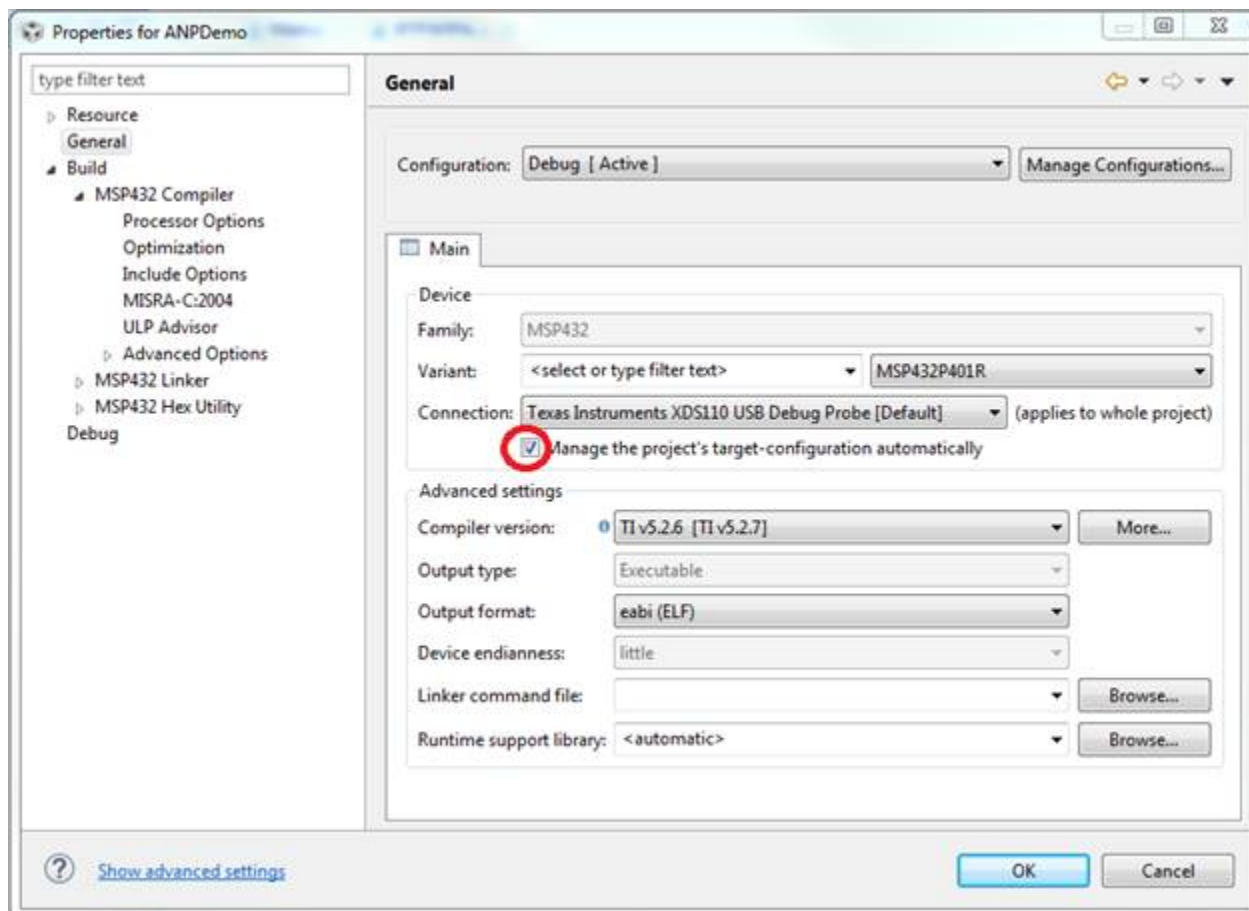 Properties for ANPDemo
type filter text
Resource
General
Build
MSP432 Compiler
Processor Options
Optimization
Include Options
MISRA-C:2004
ULP Advisor
Advanced Options
MSP432 Linker
MSP432 Hex Utility
Debug
General
Configuration: Debug [ Active ] Manage Configurations...
Main
Device
Family: MSP432
Variant: <select or type filter text> MSP432P401R
Connection: Texas Instruments XDS110 USB Debug Probe [Default] (applies to whole project)
Manage the project's target-configuration automatically
Advanced settings
Compiler version: TI v5.2.6 [TI v5.2.7] More...
Output type: Executable
Output format: eabi (ELF)
Device endianness: little
Linker command file: Browse...
Runtime support library: <automatic> Browse...
Show advanced settings OK Cancel